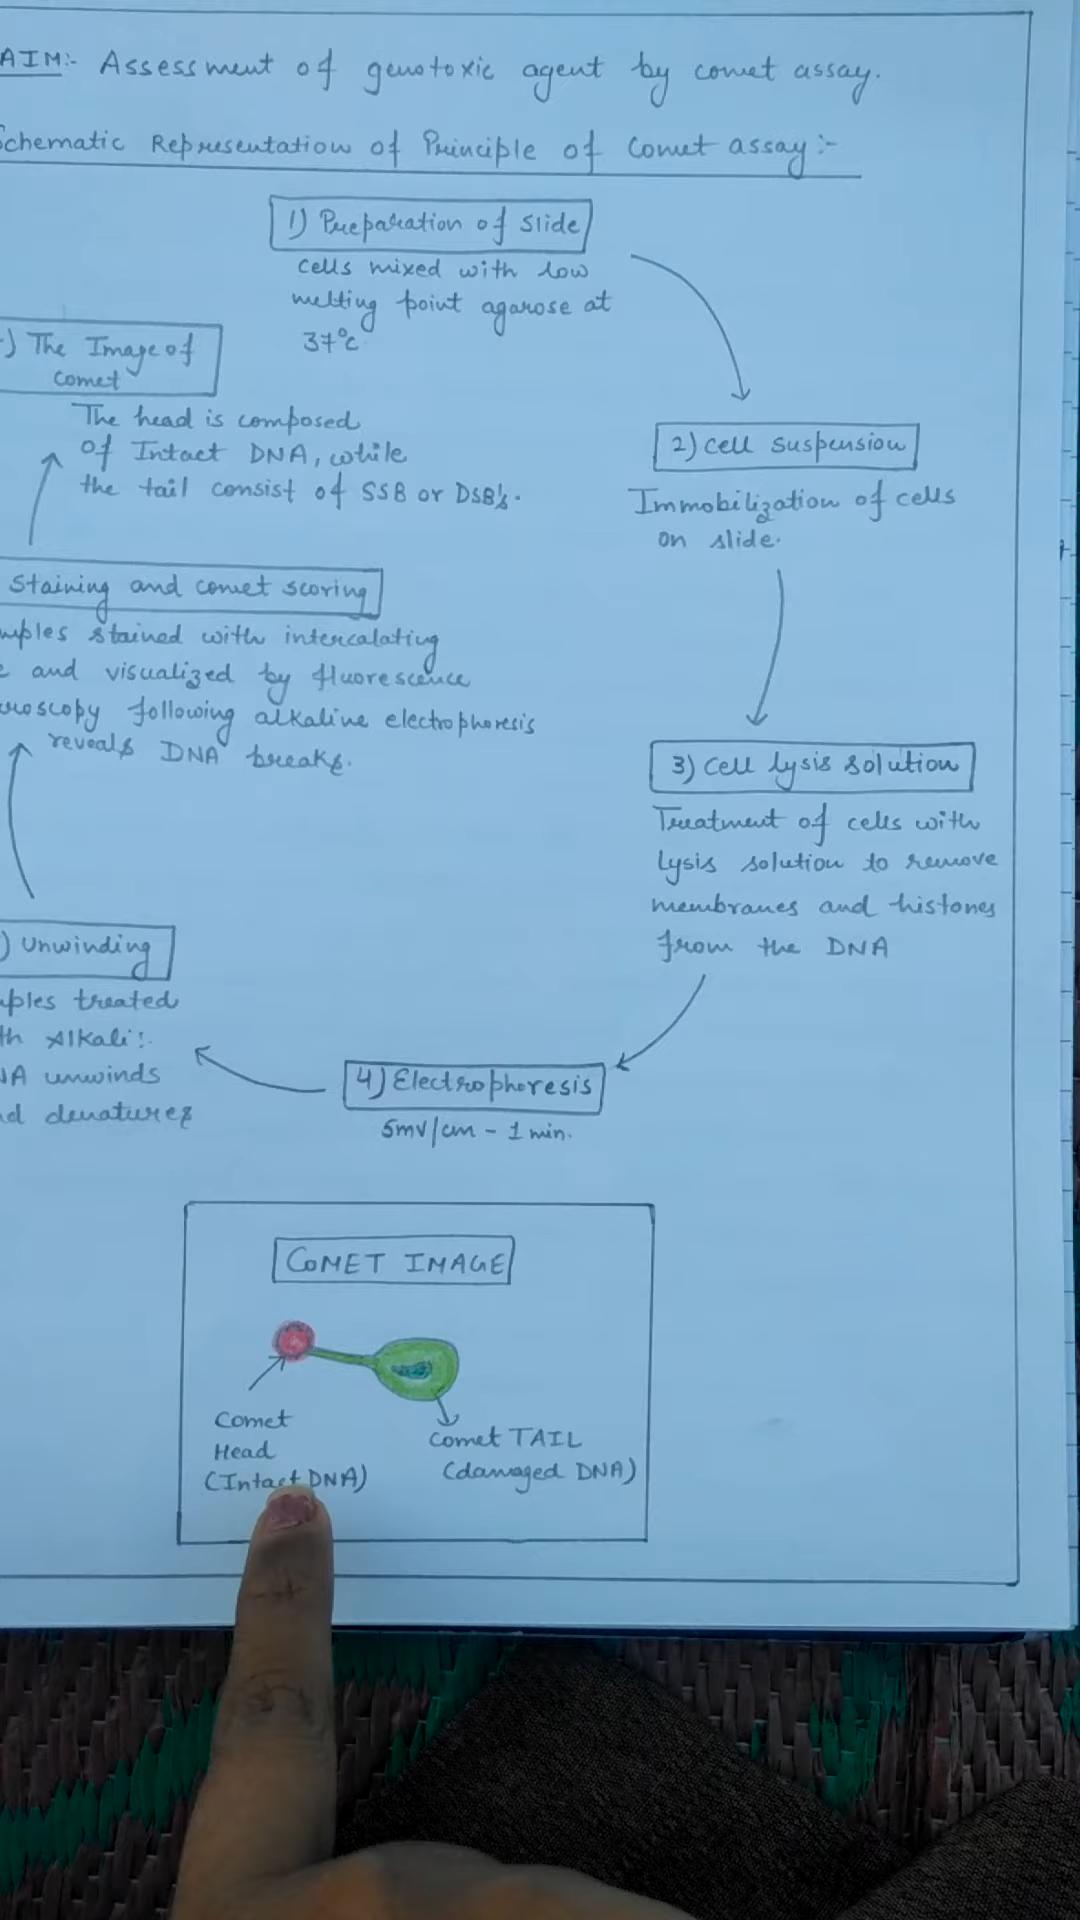 AIM:- Assessment of genotoxic agent by comet assay.
Schematic Representation of Principle of Comet assay:-
1) Preparation of slide
cells mixed with low
melting point agarose at
37°c
2) cell suspension
Immobilization of cells
on slide.
3) cell lysis solution
Treatment of cells with
lysis solution to remove
membranes and histones
from the DNA
4) Electrophoresis
5mv/cm - 1 min.
) Unwinding
treated
Alkali:.
unwinds
denatures
Staining and comet scoring
stained with intercalating
and visualized by fluorescence
following alkaline electrophoresis
reveals DNA breaks.
) The Image of
comet
The head is composed
of Intact DNA, while
the tail consist of SSB or DSB's.
COMET IMAGE
Comet
Head
(Intact DNA)
Comet TAIL
(damaged DNA)